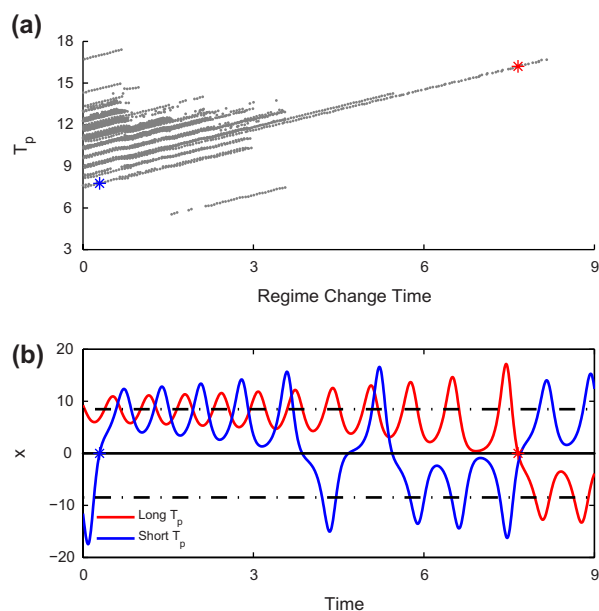 (a)
18
15
12
9
6
3
T_p
0 3 6 9
Regime Change Time
(b)
20
10
0
−10
−20
x
Long T_p
Short T_p
0 3 6 9
Time